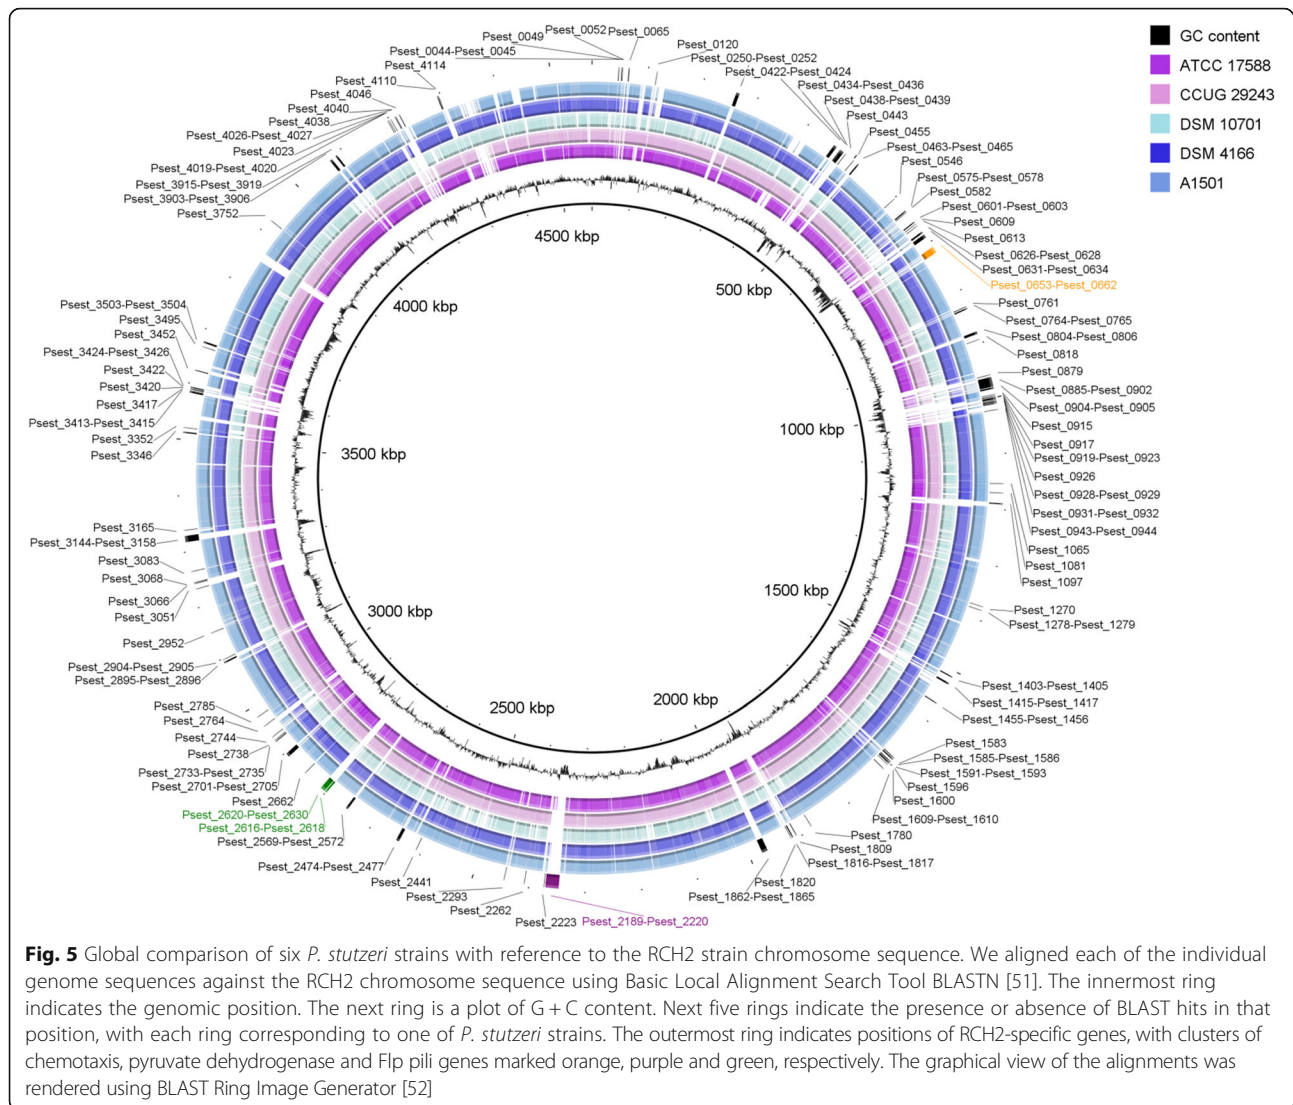 Psest_0052
Psest_0065
Psest_0049
Psest_0044-Psest_0045
Psest_4114
Psest_4110
Psest_4046
Psest_4040
Psest_4038
Psest_4026-Psest_4027
Psest_4023
Psest_4019-Psest_4020
Psest_3915-Psest_3919
Psest_3903-Psest_3906
Psest_3752
Psest_3503-Psest_3504
Psest_3495
Psest_3452
Psest_3424-Psest_3426
Psest_3422
Psest_3420
Psest_3417
Psest_3413-Psest_3415
Psest_3352
Psest_3346
Psest_3165
Psest_3144-Psest_3158
Psest_3083
Psest_3068
Psest_3066
Psest_3051
Psest_2952
Psest_2904-Psest_2905
Psest_2895-Psest_2896
Psest_2785
Psest_2764
Psest_2744
Psest_2738
Psest_2733-Psest_2735
Psest_2701-Psest_2705
Psest_2662
Psest_2620-Psest_2630
Psest_2616-Psest_2618
Psest_2569-Psest_2572
Psest_2474-Psest_2477
Psest_2441
Psest_2293
Psest_2262
Psest_2223
Psest_2189-Psest_2220
Psest_0120
Psest_0250-Psest_0252
Psest_0422-Psest_0424
Psest_0434-Psest_0436
Psest_0438-Psest_0439
Psest_0443
Psest_0455
Psest_0463-Psest_0465
Psest_0546
Psest_0575-Psest_0578
Psest_0582
Psest_0601-Psest_0603
Psest_0609
Psest_0613
Psest_0626-Psest_0628
Psest_0631-Psest_0634
Psest_0653-Psest_0662
Psest_0761
Psest_0764-Psest_0765
Psest_0804-Psest_0806
Psest_0818
Psest_0879
Psest_0885-Psest_0902
Psest_0904-Psest_0905
Psest_0915
Psest_0917
Psest_0919-Psest_0923
Psest_0926
Psest_0928-Psest_0929
Psest_0931-Psest_0932
Psest_0943-Psest_0944
Psest_1065
Psest_1081
Psest_1097
Psest_1270
Psest_1278-Psest_1279
Psest_1403-Psest_1405
Psest_1415-Psest_1417
Psest_1455-Psest_1456
Psest_1583
Psest_1585-Psest_1586
Psest_1591-Psest_1593
Psest_1596
Psest_1600
Psest_1609-Psest_1610
Psest_1780
Psest_1809
Psest_1816-Psest_1817
Psest_1820
Psest_1862-Psest_1865
4500 kbp
500 kbp
1000 kbp
1500 kbp
2000 kbp
2500 kbp
3000 kbp
3500 kbp
4000 kbp
GC content
ATCC 17588
CCUG 29243
DSM 10701
DSM 4166
A1501
Fig. 5 Global comparison of six P. stutzeri strains with reference to the RCH2 strain chromosome sequence. We aligned each of the individual
genome sequences against the RCH2 chromosome sequence using Basic Local Alignment Search Tool BLASTN [51]. The innermost ring
indicates the genomic position. The next ring is a plot of G + C content. Next five rings indicate the presence or absence of BLAST hits in that
position, with each ring corresponding to one of P. stutzeri strains. The outermost ring indicates positions of RCH2-specific genes, with clusters of
chemotaxis, pyruvate dehydrogenase and Flp pili genes marked orange, purple and green, respectively. The graphical view of the alignments was
rendered using BLAST Ring Image Generator [52]